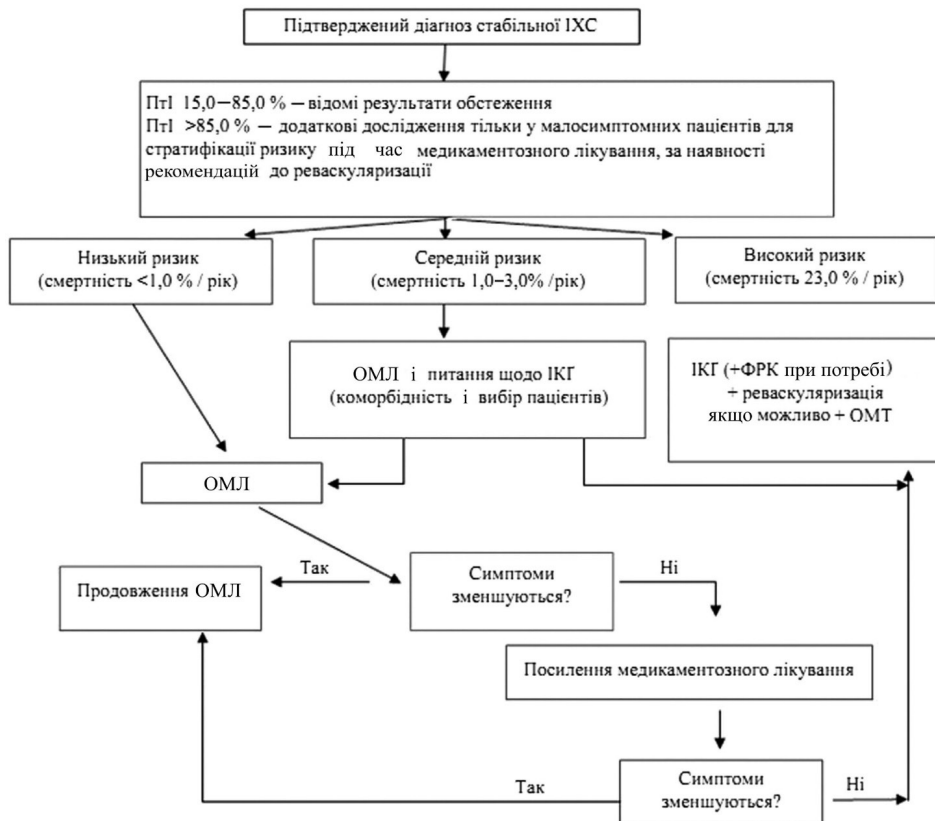 Підтверджений діагноз стабільної ІХС
ПтІ 15,0–85,0 % – відомі результати обстеження
ПтІ >85,0 % – додаткові дослідження тільки у малосимптомних пацієнтів для
стратифікації ризику під час медикаментозного лікування, за наявності
рекомендацій до реваскуляризації
Низький ризик
(смертність <1,0 % / рік)
Середній ризик
(смертність 1,0–3,0% /рік)
Високий ризик
(смертність 23,0 % / рік)
ОМЛ і питання щодо ІКГ
(коморбідність і вибір пацієнтів)
ІКГ (+ФРК при потребі)
+ реваскуляризація
якщо можливо + ОМТ
ОМЛ
Так
Симптоми
зменшуються?
Ні
Продовження ОМЛ
Посилення медикаментозного лікування
Так
Симптоми
зменшуються?
Ні